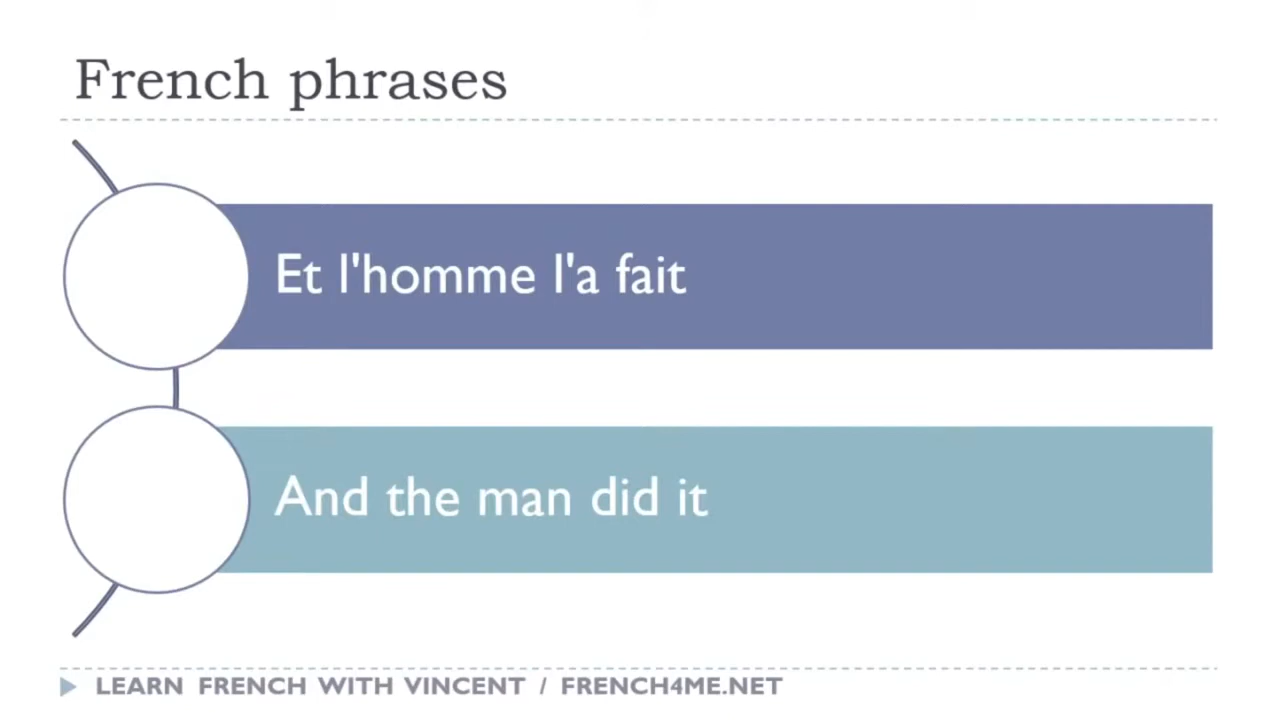 French phrases
Et l'homme l'a fait
And the man did it
LEARN FRENCH WITH VINCENT / FRENCH4ME.NET